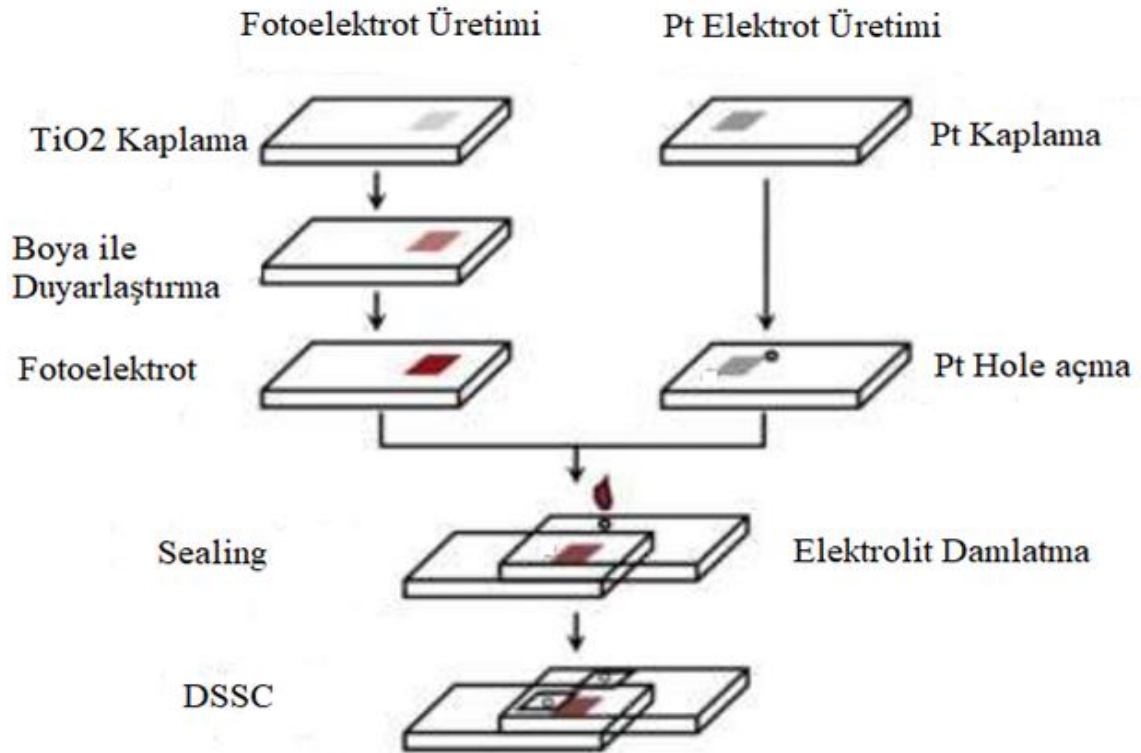 Fotoelektrot Üretimi
Pt Elektrot Üretimi
TiO2 Kaplama
Pt Kaplama
Boya ile
Duyarlaştırma
Fotoelektrot
Pt Hole açma
Sealing
Elektrolit Damlatma
DSSC